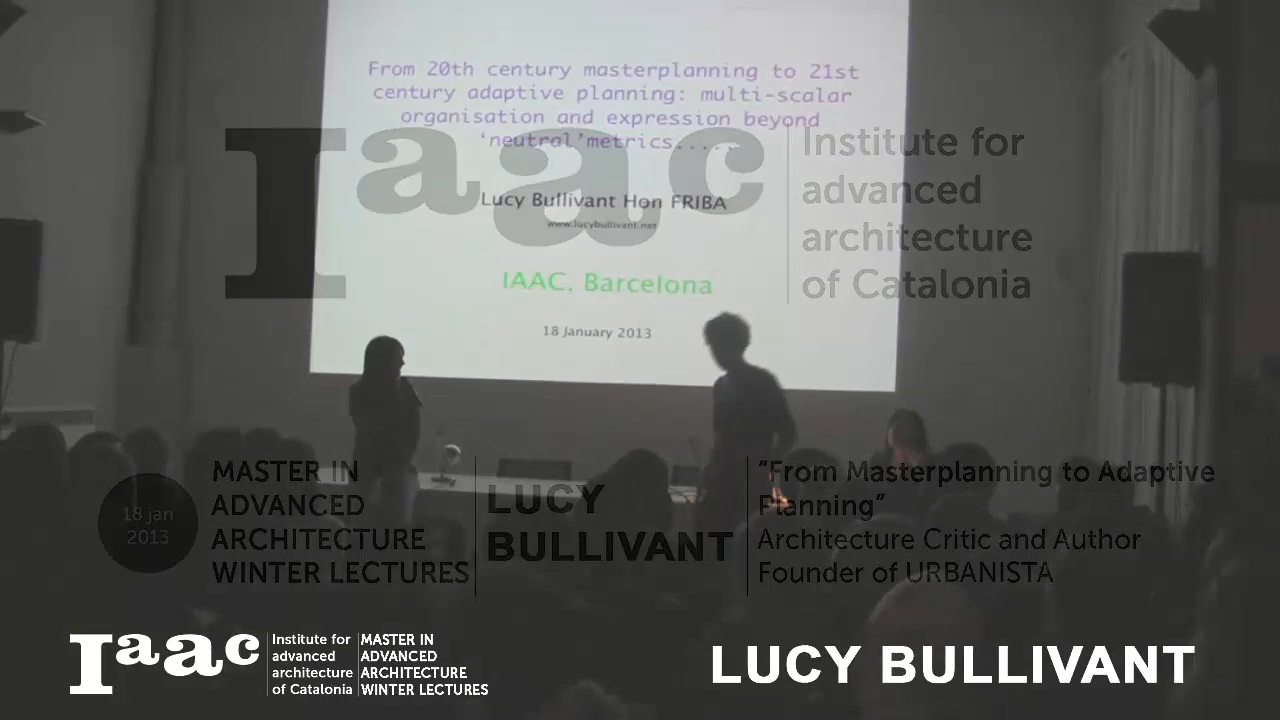 From 20th century masterplanning to 21st
century adaptive planning: multi-scalar
organisation and expression beyond
‘neutral’metrics.....
Lucy Bullivant Hon FRIBA
www.lucybullivant.net
IAAC, Barcelona
18 January 2013
Iaac
Institute for
advanced
architecture
of Catalonia
18 jan
2013
MASTER IN
ADVANCED
ARCHITECTURE
WINTER LECTURES
LUCY
BULLIVANT
“From Masterplanning to Adaptive
Planning”
Architecture Critic and Author
Founder of URBANISTA
Iaac
Institute for
advanced
architecture
of Catalonia
MASTER IN
ADVANCED
ARCHITECTURE
WINTER LECTURES
LUCY BULLIVANT